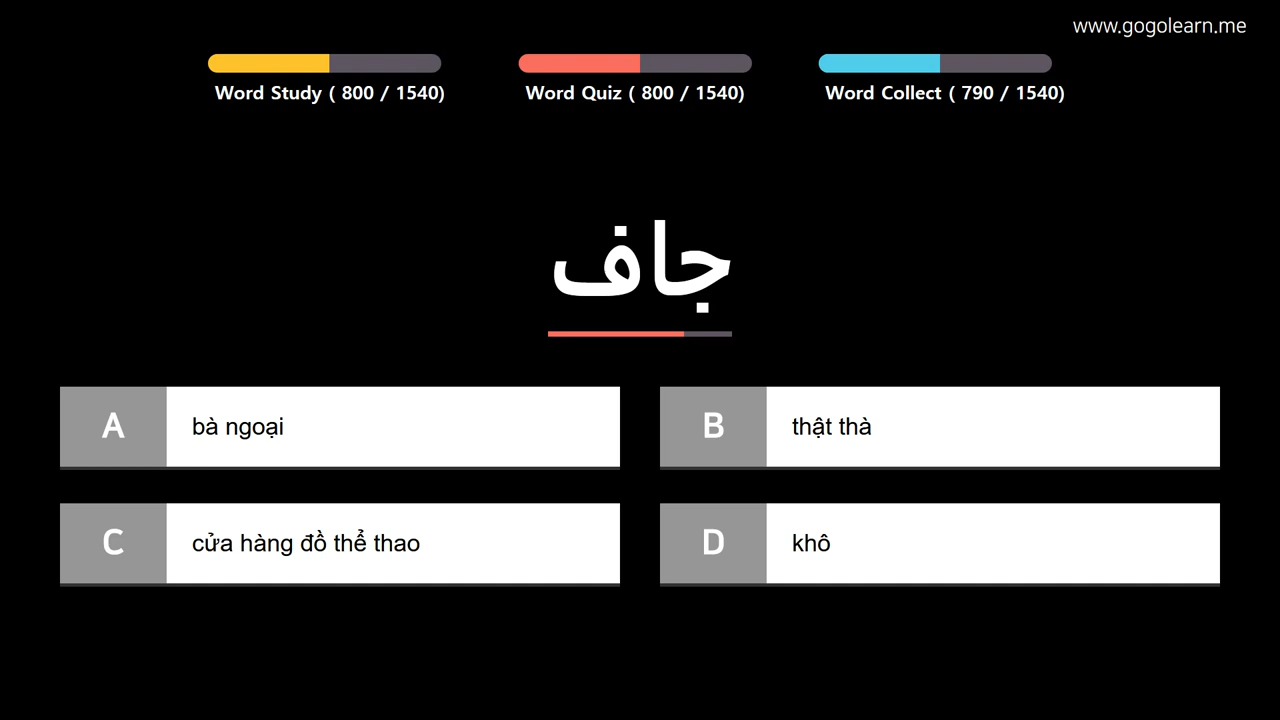 www.gogolearn.me
Word Study ( 800 / 1540)
Word Quiz ( 800 / 1540)
Word Collect ( 790 / 1540)
جاف
A bà ngoại
B thật thà
C cửa hàng đồ thể thao
D khô